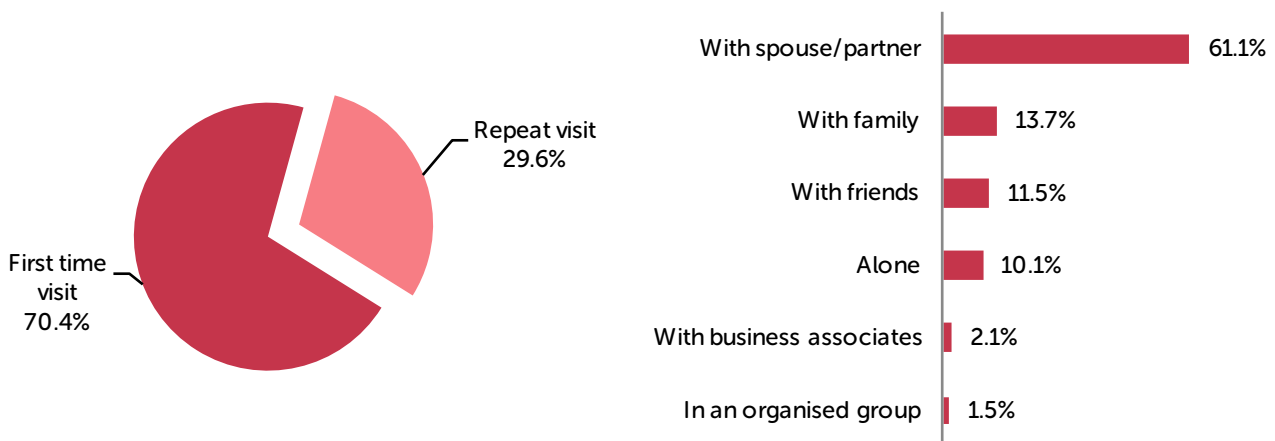 Repeat visit
29.6%
First time
visit
70.4%
With spouse/partner 61.1%
With family 13.7%
With friends 11.5%
Alone 10.1%
With business associates 2.1%
In an organised group 1.5%